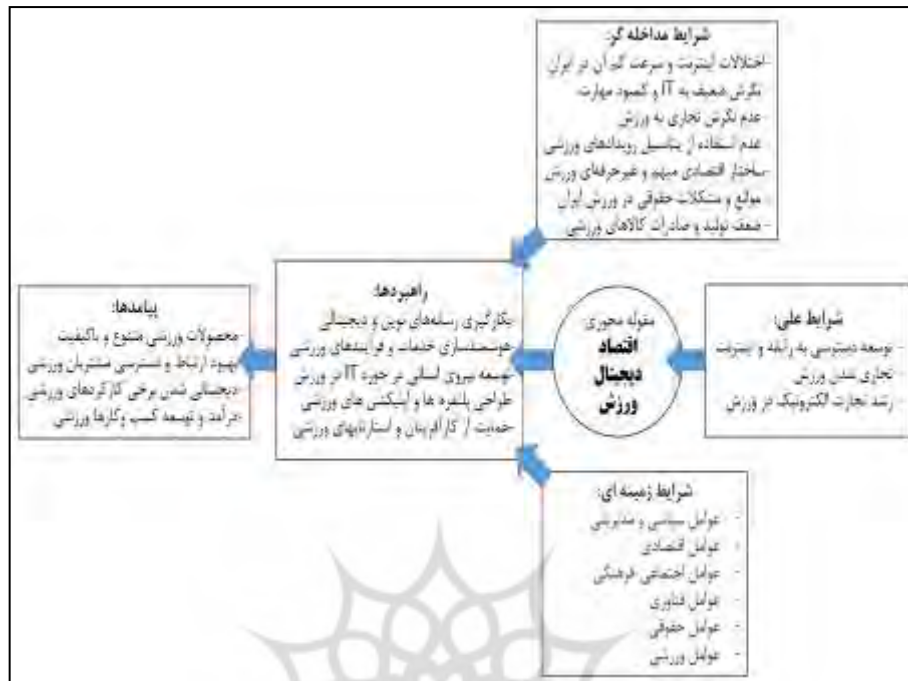 شرایط مداخله گر:
-اختلالات اینترنت و سرعت کم آن در ایران
نگرش ضعیف به IT و کمبود مهارت
عدم نگرش تجاری به ورزش
عدم استفاده از پتانسیل رویدادهای ورزشی
-ساختار اقتصادی مبهم و غیرحرفه‌ای ورزش
موانع و مشکلات حقوقی در ورزش ایران
-ضعف تولید و صادرات کالاهای ورزشی
شرایط علی:
-توسعه دسترسی به رایانه و اینترنت
-تجاری شدن ورزش
-رشد تجارت الکترونیک در ورزش
مقوله محوری:
اقتصاد
دیجیتال
ورزش
راهبردها:
بکارگیری رسانه‌های نوین و دیجیتالی
هوشمندسازی خدمات و فرآیندهای ورزشی
-توسعه نیروی انسانی در حوزه IT در ورزش
طراحی پلتفرم ها و اپلیکشن های ورزشی
حمایت از کارآفرینان و استارتاپهای ورزشی
پیامدها:
-محصولات ورزشی متنوع و باکیفیت
-بهبود ارتباط و دسترسی مشتریان ورزشی
-دیجیتالی شدن برخی کارکردهای ورزشی
-درآمد و توسعه کسب وکارها ورزشی
شرایط زمینه ای:
- عوامل سیاسی و مدیریتی
- عوامل اقتصادی
- عوامل اجتماعی فرهنگی
- عوامل فناوری
- عوامل حقوقی
- عوامل ورزشی